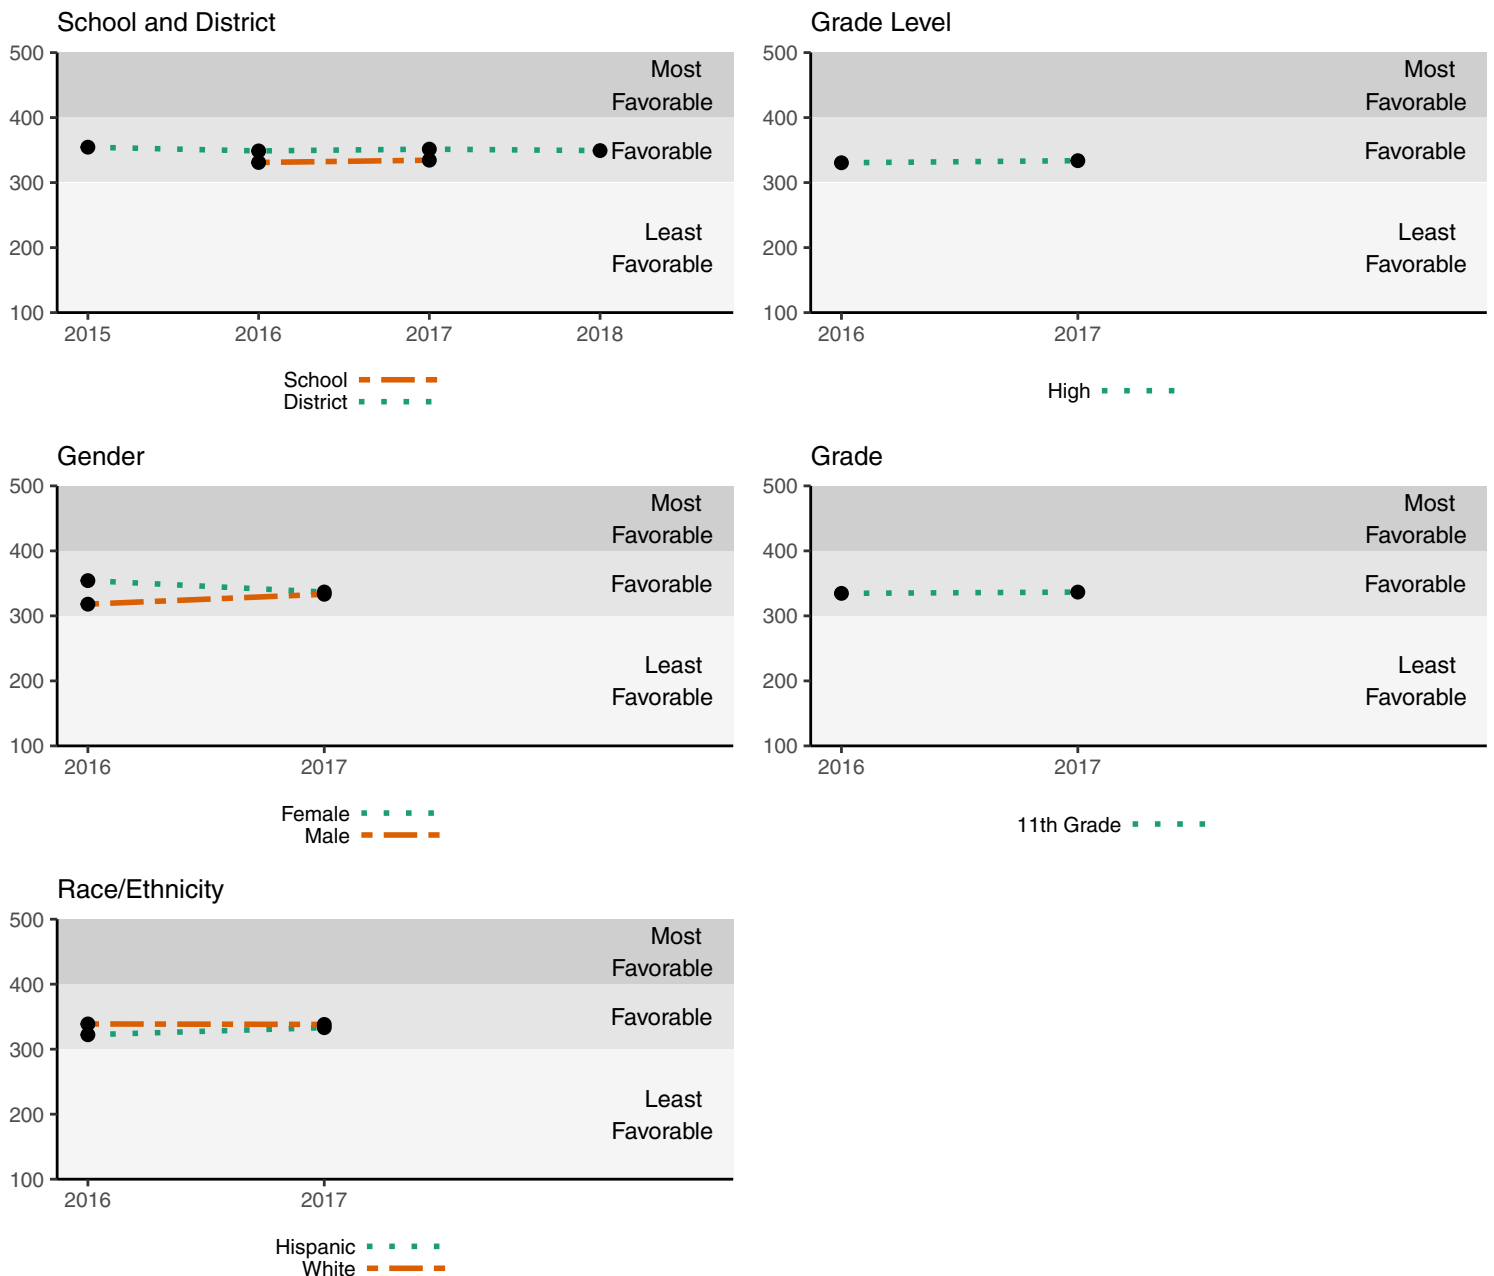 School and District
500
400
300
200
100
Most
Favorable
Favorable
Least
Favorable
2015 2016 2017 2018
School
District
Grade Level
500
400
300
200
100
Most
Favorable
Favorable
Least
Favorable
2016 2017
High
Gender
500
400
300
200
100
Most
Favorable
Favorable
Least
Favorable
2016 2017
Female
Male
Grade
500
400
300
200
100
Most
Favorable
Favorable
Least
Favorable
2016 2017
11th Grade
Race/Ethnicity
500
400
300
200
100
Most
Favorable
Favorable
Least
Favorable
2016 2017
Hispanic
White